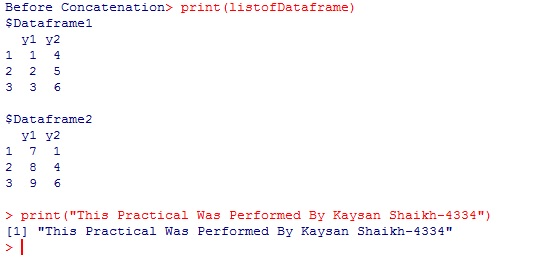 Before Concatenation> print(listofDataframe)
$Dataframe1
  y1 y2
1  1  4
2  2  5
3  3  6

$Dataframe2
  y1 y2
1  7  1
2  8  4
3  9  6

> print("This Practical Was Performed By Kaysan Shaikh-4334")
[1] "This Practical Was Performed By Kaysan Shaikh-4334"
>